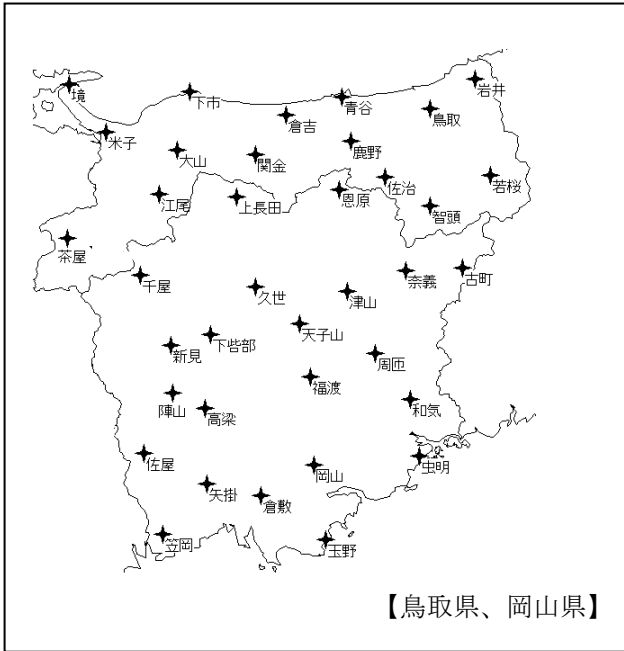 岩井
境
下市
青谷
鳥取
倉吉
米子
鹿野
大山
関金
佐治
若桜
江尾
上長田
恩原
智頭
茶屋
千屋
奈義
古町
久世
津山
天子山
下呰部
新見
周匝
福渡
陣山
高梁
和気
佐屋
岡山
虫明
矢掛
倉敷
笠岡
玉野
【鳥取県、岡山県】